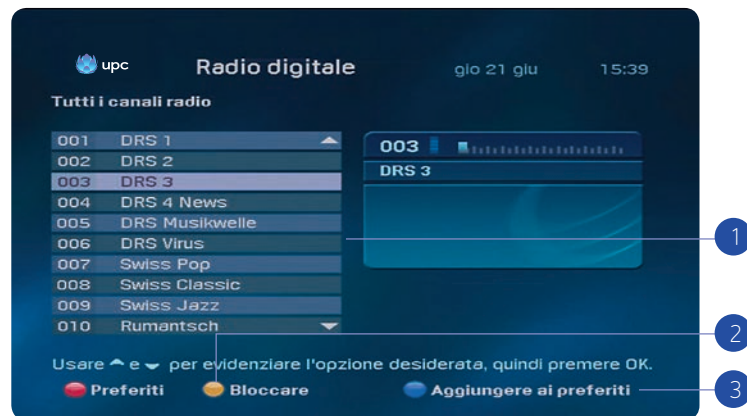 upc Radio digitale gio 21 giu 15:39
Tutti i canali radio
001 DRS 1
002 DRS 2
003 DRS 3
004 DRS 4 News
005 DRS Musikwelle
006 DRS Virus
007 Swiss Pop
008 Swiss Classic
009 Swiss Jazz
010 Rumantsch
003
DRS 3
1
2
Usare e per evidenziare l'opzione desiderata, quindi premere OK.
Preferiti Bloccare Aggiungere ai preferiti
3